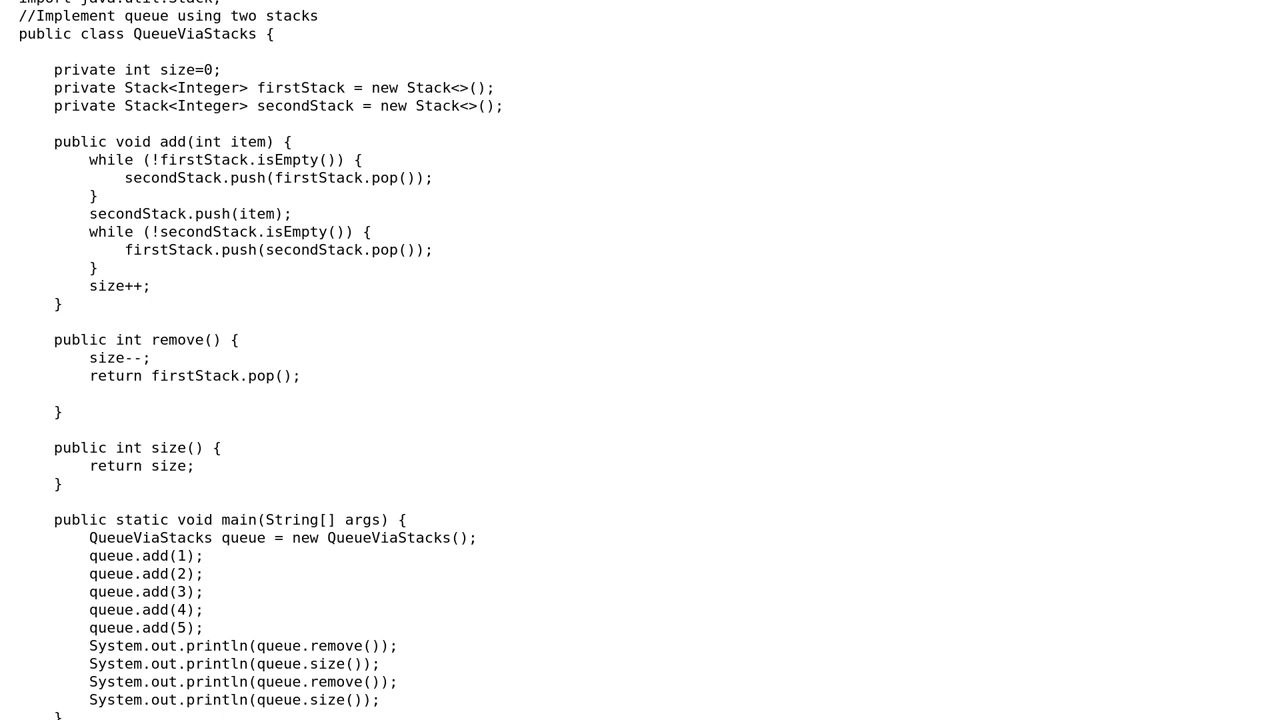 import java.util.Stack;
//Implement queue using two stacks
public class QueueViaStacks {

    private int size=0;
    private Stack<Integer> firstStack = new Stack<>();
    private Stack<Integer> secondStack = new Stack<>();

    public void add(int item) {
        while (!firstStack.isEmpty()) {
            secondStack.push(firstStack.pop());
        }
        secondStack.push(item);
        while (!secondStack.isEmpty()) {
            firstStack.push(secondStack.pop());
        }
        size++;
    }

    public int remove() {
        size--;
        return firstStack.pop();

    }

    public int size() {
        return size;
    }

    public static void main(String[] args) {
        QueueViaStacks queue = new QueueViaStacks();
        queue.add(1);
        queue.add(2);
        queue.add(3);
        queue.add(4);
        queue.add(5);
        System.out.println(queue.remove());
        System.out.println(queue.size());
        System.out.println(queue.remove());
        System.out.println(queue.size());
    }